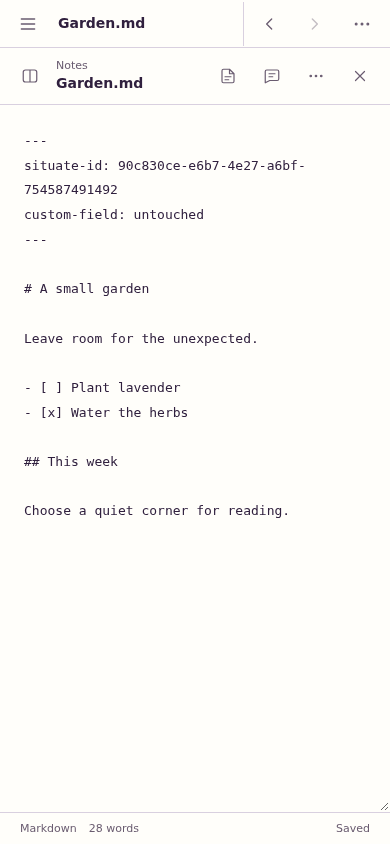 Garden.md
Notes
Garden.md
---
situate-id: 90c830ce-e6b7-4e27-a6bf-
754587491492
custom-field: untouched
---
# A small garden
Leave room for the unexpected.
- [ ] Plant lavender
- [x] Water the herbs
## This week
Choose a quiet corner for reading.
Markdown 28 words Saved